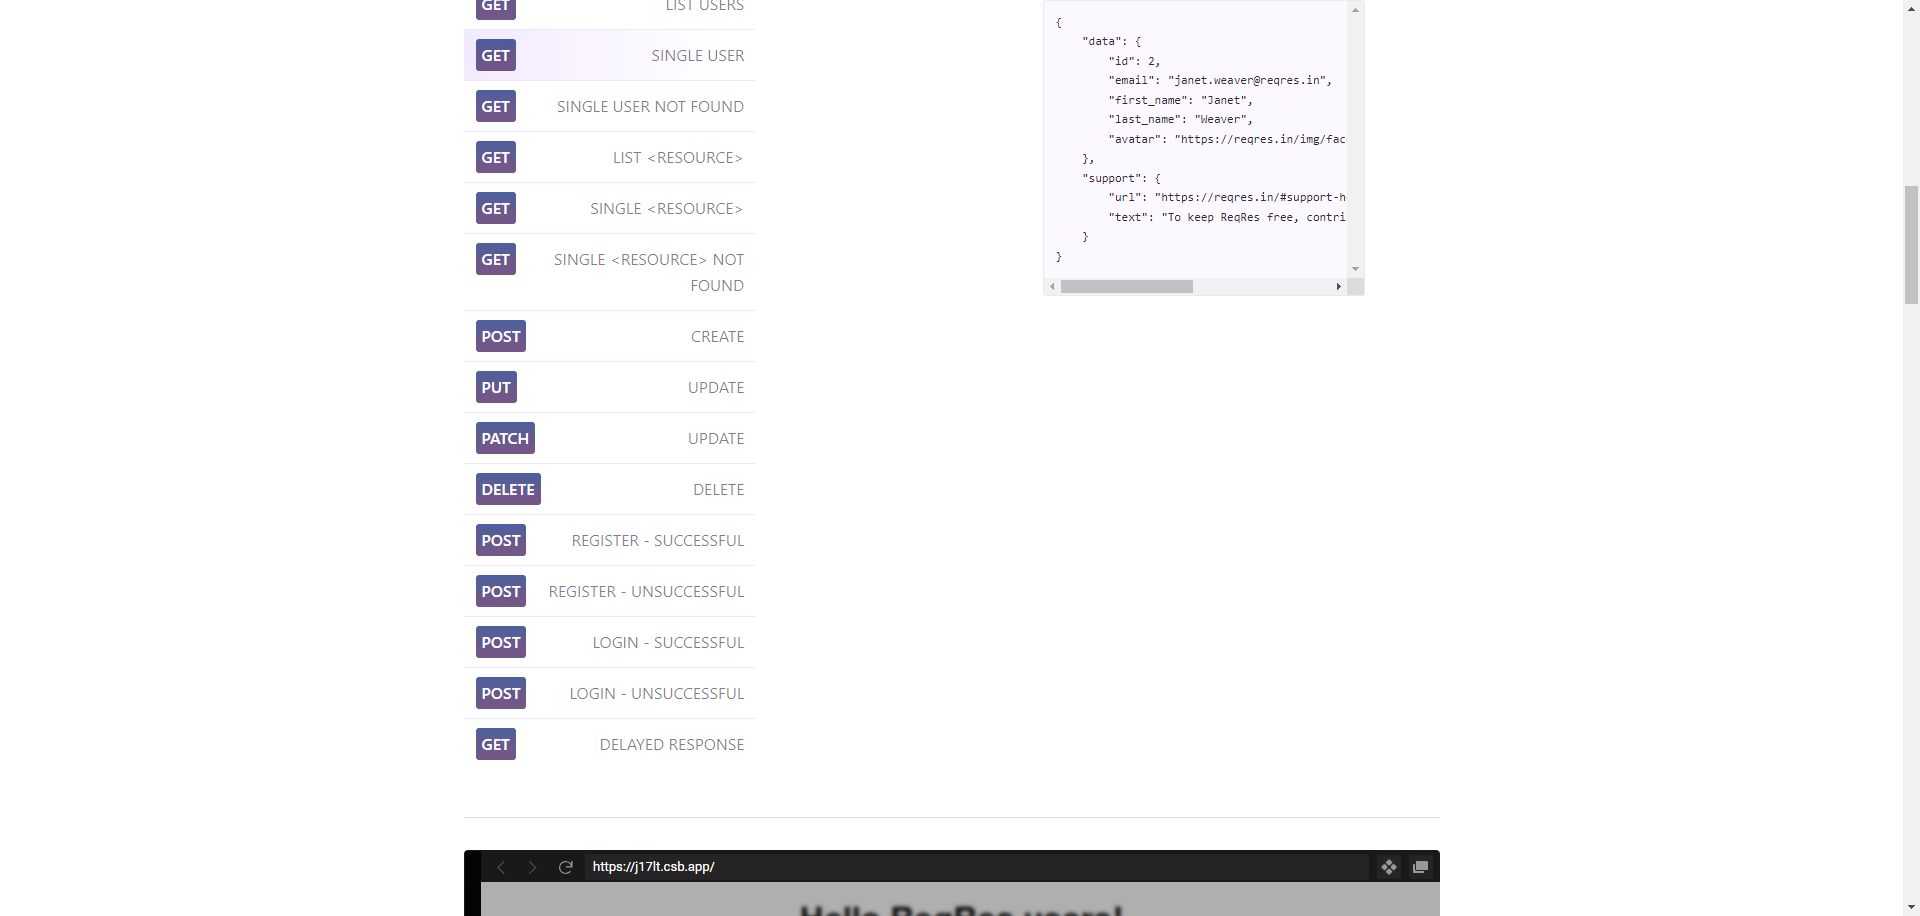 GET LIST USERS
GET SINGLE USER
GET SINGLE USER NOT FOUND
GET LIST <RESOURCE>
GET SINGLE <RESOURCE>
GET SINGLE <RESOURCE> NOT
FOUND
POST CREATE
PUT UPDATE
PATCH UPDATE
DELETE DELETE
POST REGISTER - SUCCESSFUL
POST REGISTER - UNSUCCESSFUL
POST LOGIN - SUCCESSFUL
POST LOGIN - UNSUCCESSFUL
GET DELAYED RESPONSE
{
"data": {
"id": 2,
"email": "janet.weaver@reqres.in",
"first_name": "Janet",
"last_name": "Weaver",
"avatar": "https://reqres.in/img/fac
},
"support": {
"url": "https://reqres.in/#support-h
"text": "To keep ReqRes free, contri
}
}
https://j17lt.csb.app/
Hello ReqRes users!